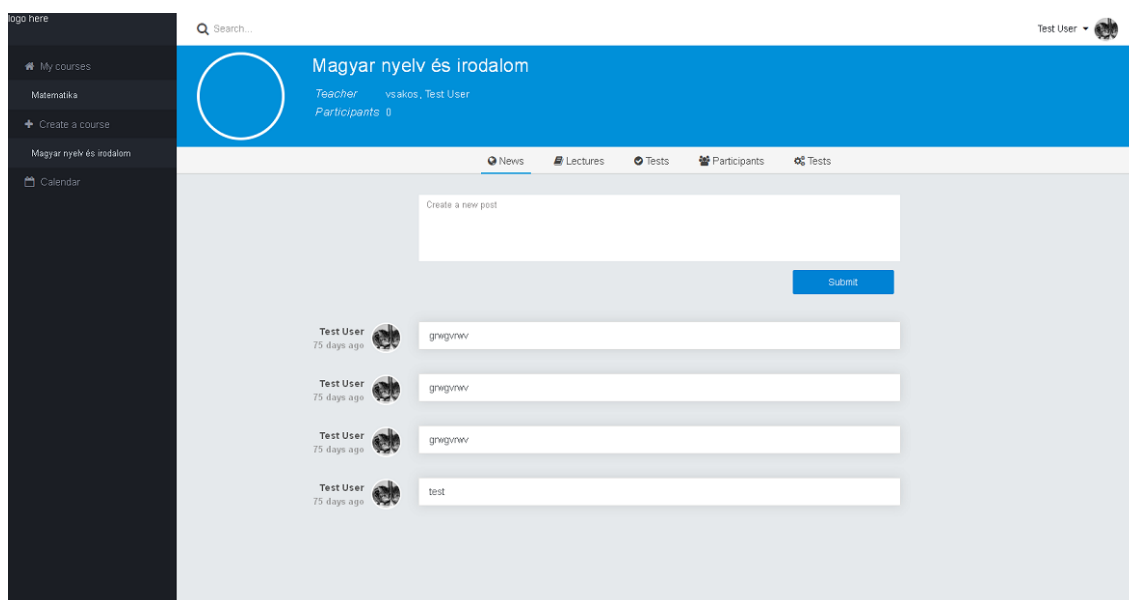 logo here
Search...
Test User
My courses
Matematika
Create a course
Magyar nyelv és irodalom
Calendar
Magyar nyelv és irodalom
Teacher vsakos, Test User
Participants 0
News Lectures Tests Participants Tests
Create a new post
Submit
Test User
75 days ago
grwgvrwv
Test User
75 days ago
grwgvrwv
Test User
75 days ago
grwgvrwv
Test User
75 days ago
test